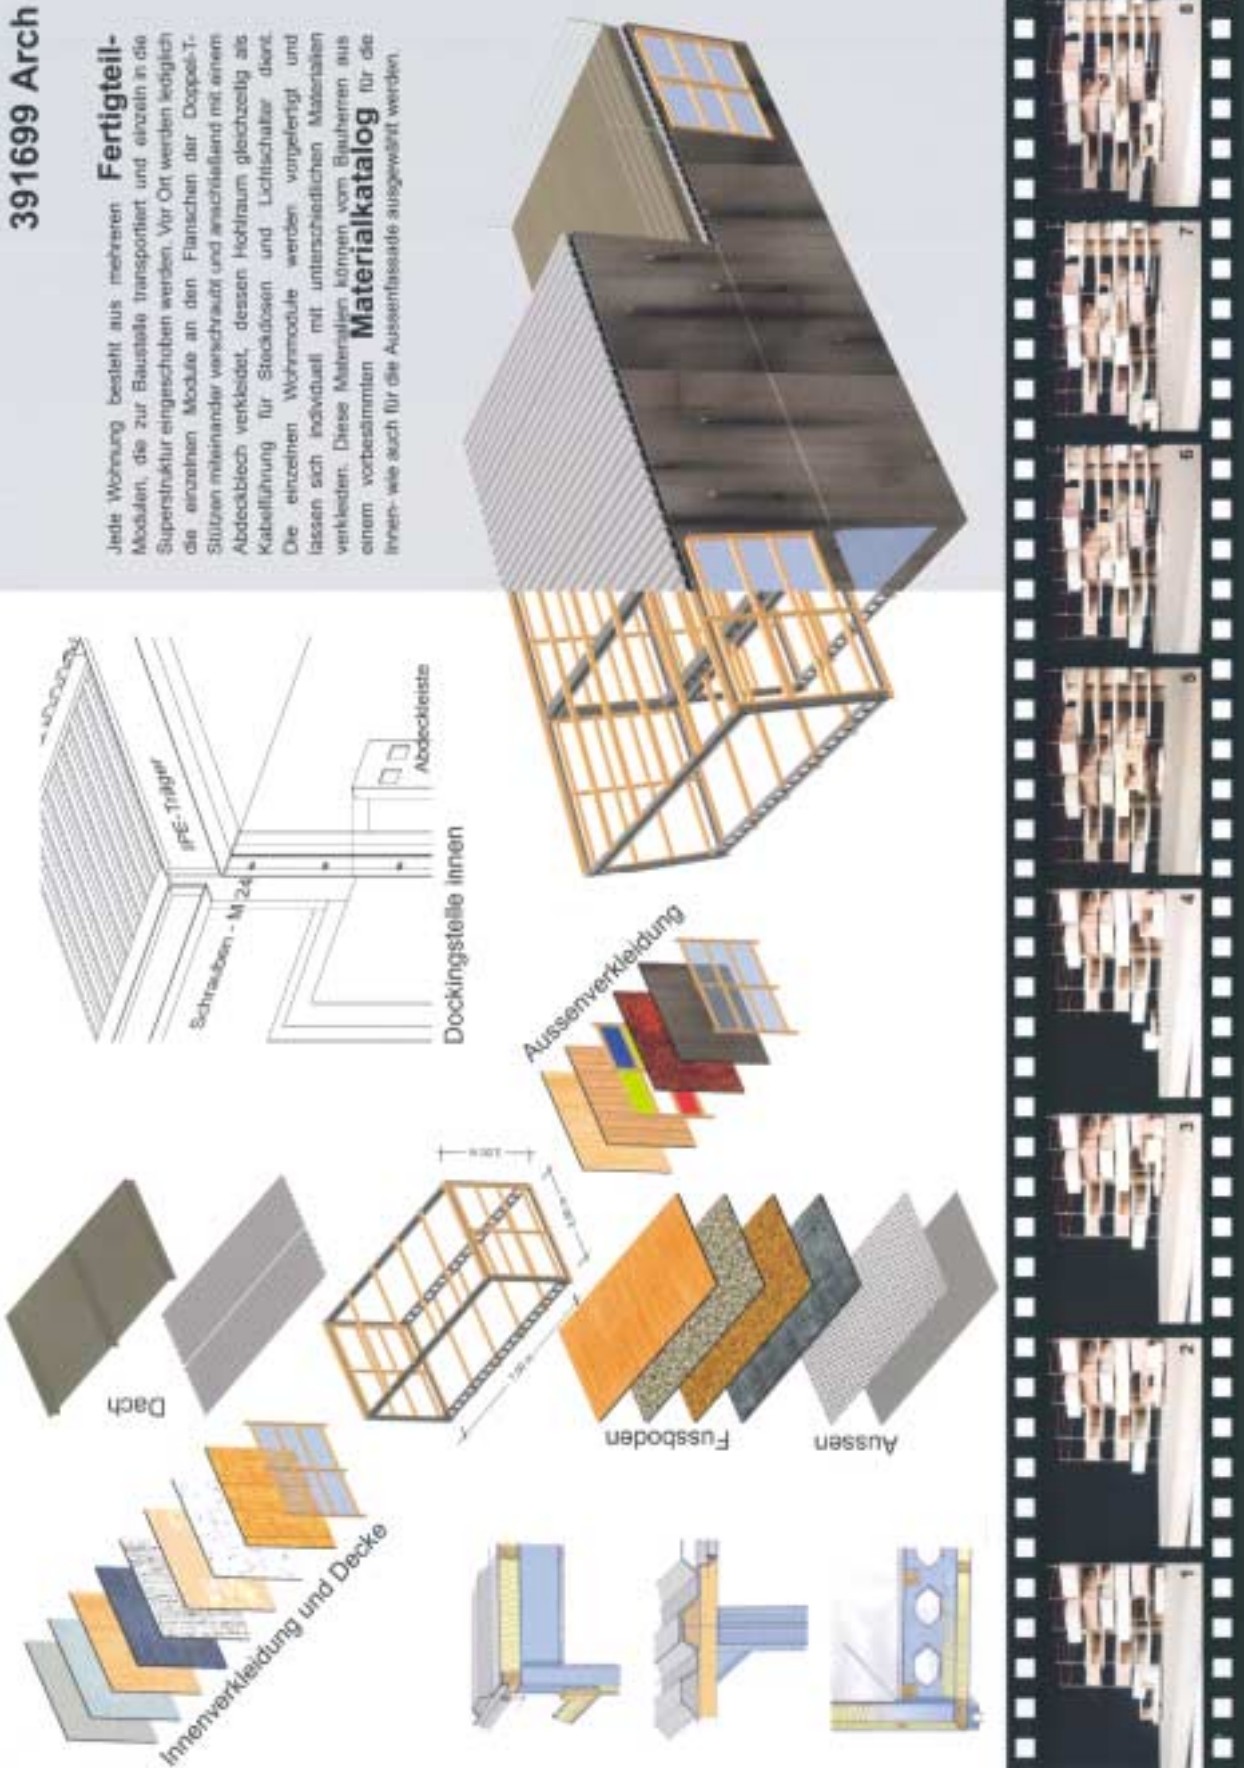 391699 Arch
Jede Wohnung besteht aus mehreren Fertigteil-
Modulen, die zur Baustelle transportiert und einzeln in die
Superstruktur eingeschoben werden. Vor Ort werden lediglich
die einzelnen Module an den Flanschen der Doppel-T-
Stützen miteinander verschraubt und anschließend mit einem
Abdeckblech verkleidet, dessen Hohlraum gleichzeitig als
Kabelführung für Steckdosen und Lichtschalter dient.
Die einzelnen Wohnmodule werden vorgefertigt und
lassen sich individuell mit unterschiedlichen Materialien
verkleiden. Diese Materialien können vom Bauherren aus
einem vorbestimmten Materialkatalog für die
Innen- wie auch für die Aussenfassade ausgewählt werden.
IPE-Träger
Schrauben - M 24
Abdeckleiste
Dockingstelle innen
Dach
Innenverkleidung und Decke
Aussenverkleidung
3.00 m
7.00 m
Fussboden
Aussen
1
2
3
4
5
6
7
8